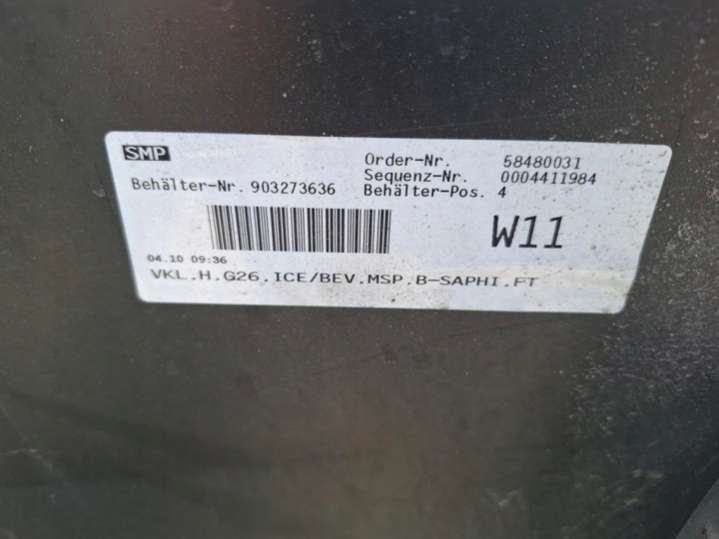 SMP
Order-Nr. 58480031
Sequenz-Nr. 0004411984
Behälter-Nr. 903273636 Behälter-Pos. 4
W11
04.10 09:36
VKL.H.G26.ICE/BEV.MSP.B-SAPHI.FT